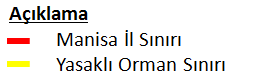 Açıklama
Manisa İl Sınırı
Yasaklı Orman Sınırı